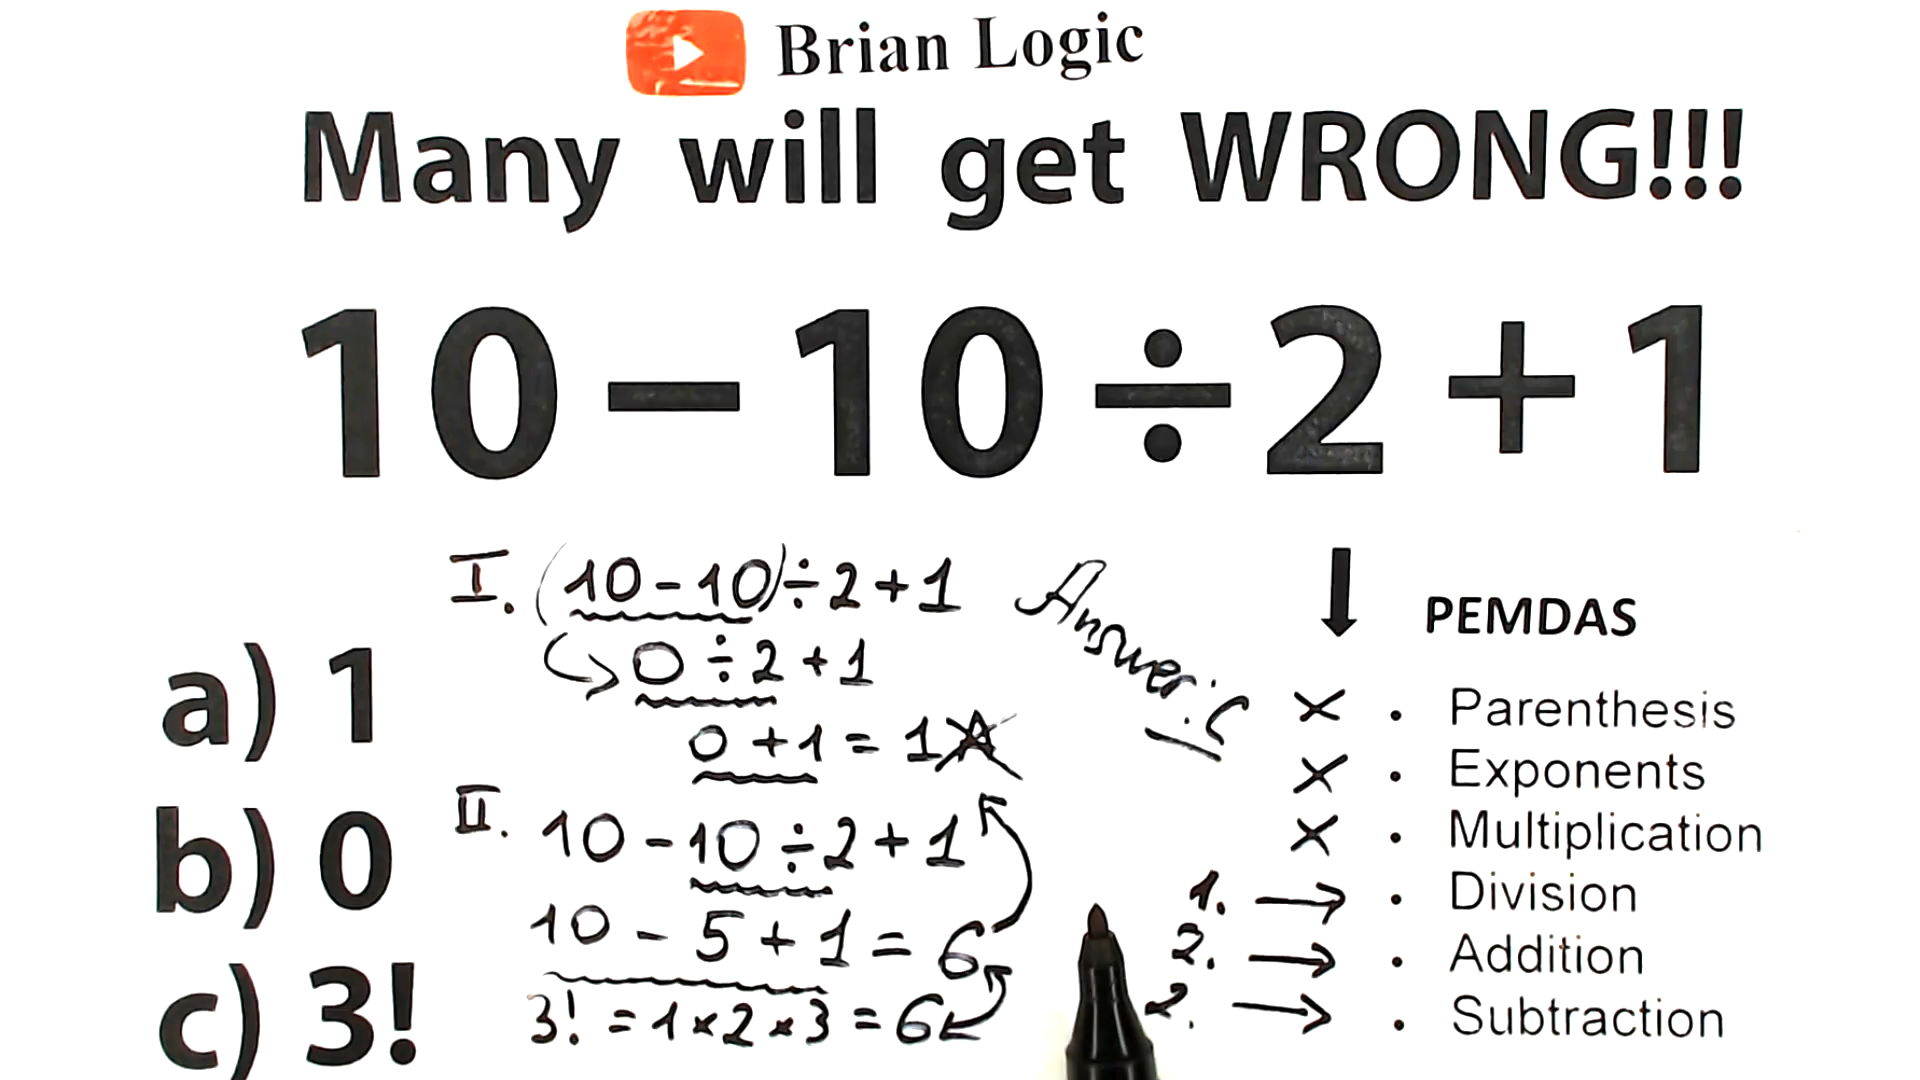 Brian Logic
Many will get WRONG!!!
10 – 10 ÷ 2 + 1
I. (10 - 10) ÷ 2 + 1
0 ÷ 2 + 1
0 + 1 = 1 A
II. 10 - 10 ÷ 2 + 1
10 - 5 + 1 = 6
3! = 1 × 2 × 3 = 6
Answer: C
a) 1
b) 0
c) 3!
PEMDAS
× • Parenthesis
× • Exponents
× • Multiplication
1. → • Division
2. → • Addition
2. → • Subtraction